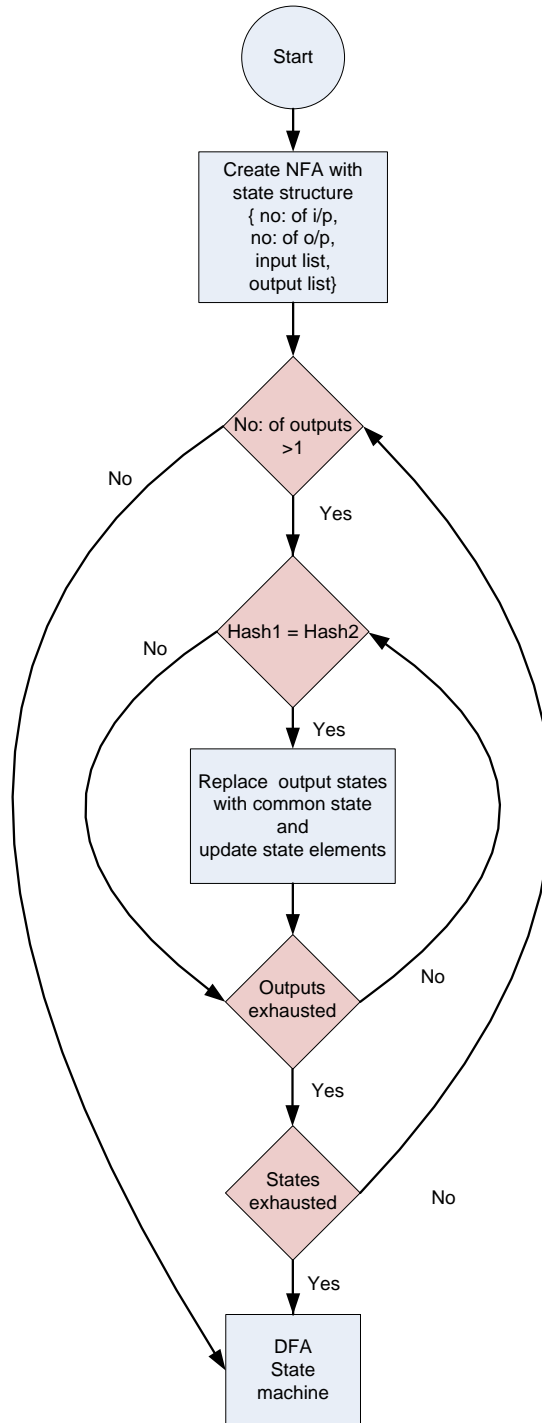 Start
Create NFA with
state structure
{ no: of i/p,
no: of o/p,
input list,
output list}
No: of outputs
>1
No
Yes
Hash1 = Hash2
No
Yes
Replace output states
with common state
and
update state elements
Outputs
exhausted
No
Yes
States
exhausted
No
Yes
DFA
State
machine